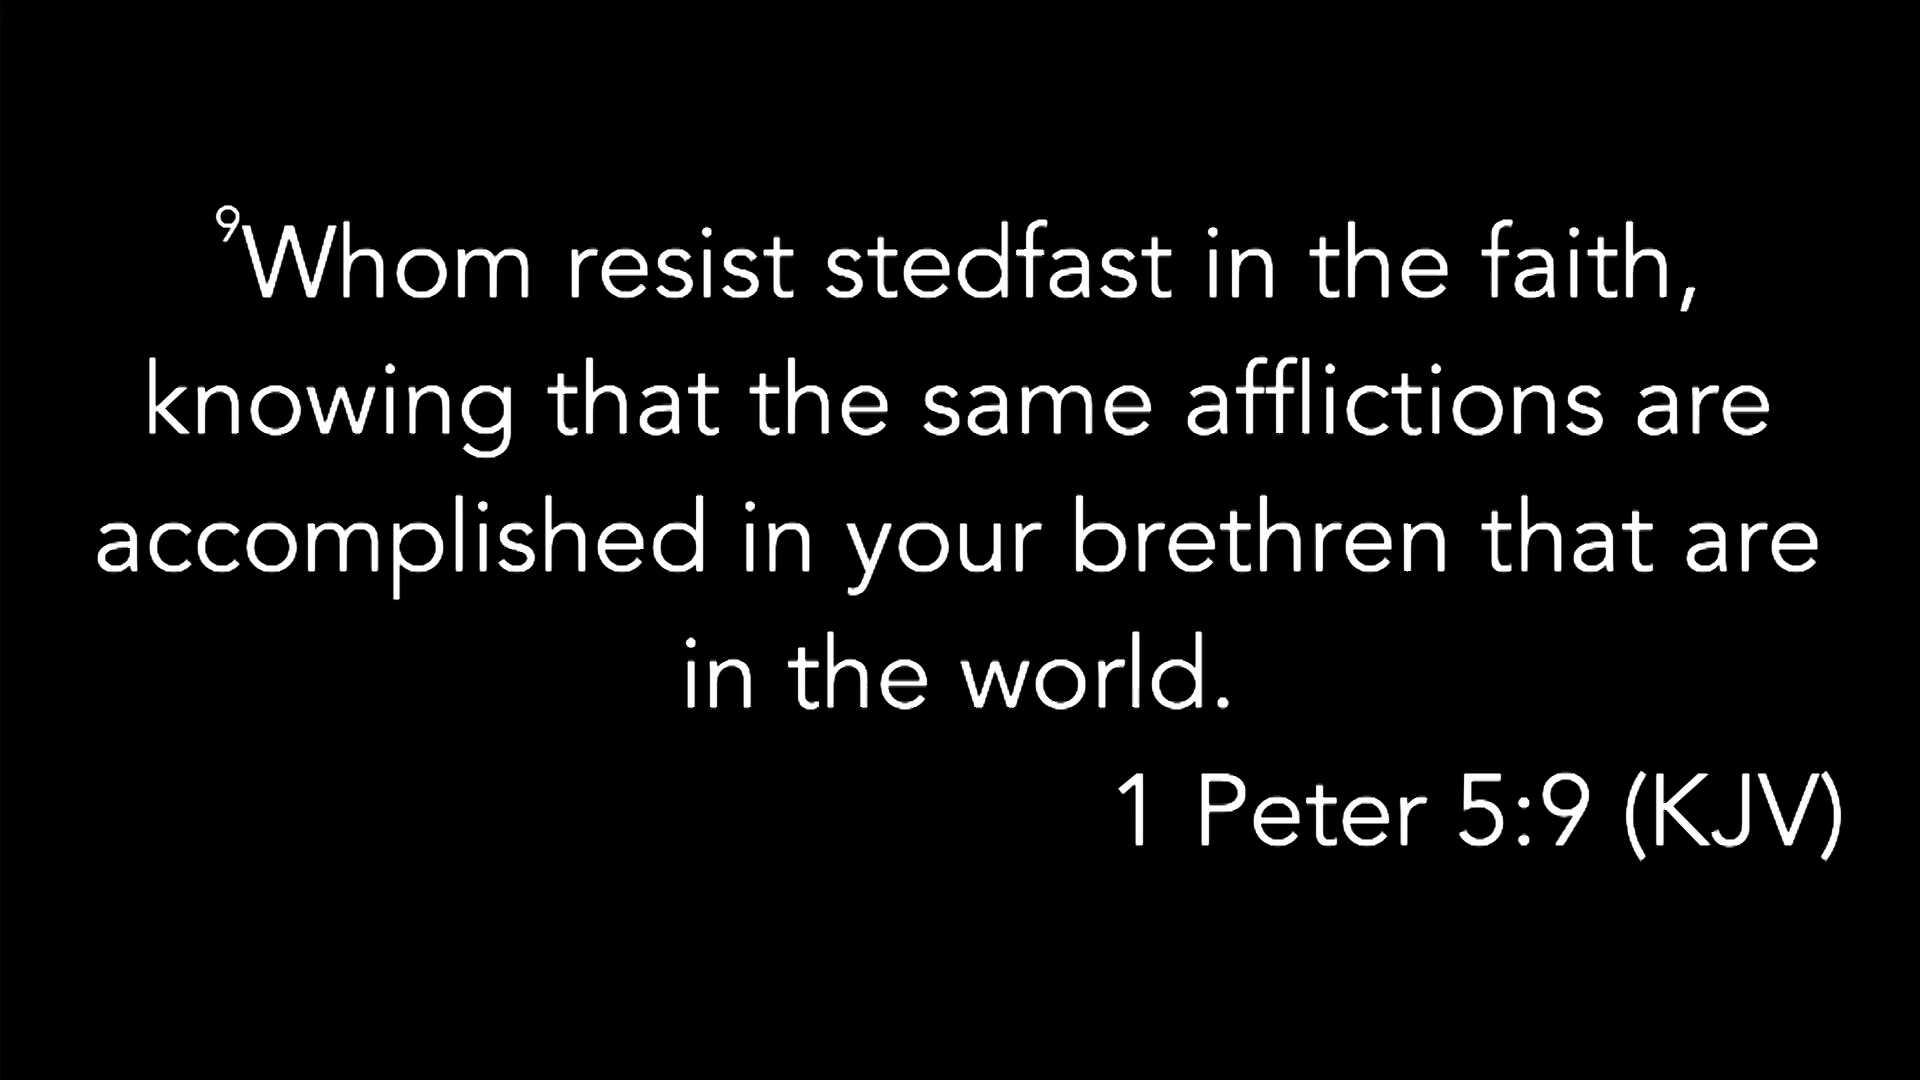 ⁹Whom resist stedfast in the faith,
knowing that the same afflictions are
accomplished in your brethren that are
in the world.
1 Peter 5:9 (KJV)